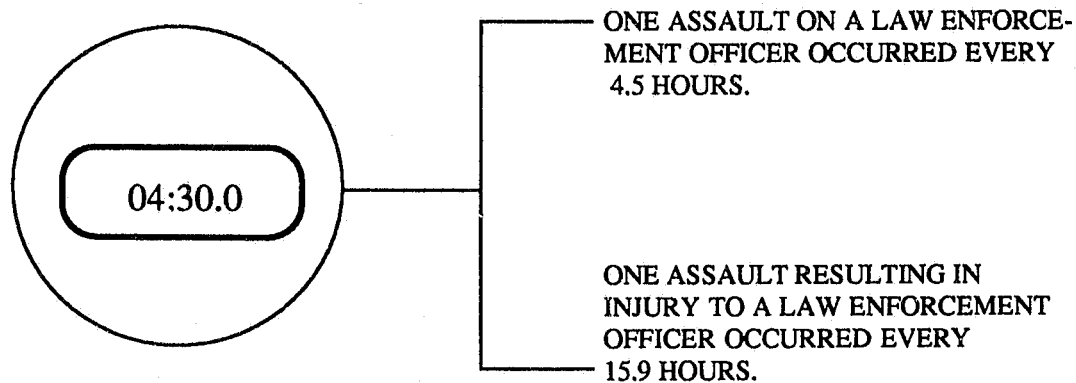 ONE ASSAULT ON A LAW ENFORCE-
MENT OFFICER OCCURRED EVERY
4.5 HOURS.
04:30.0
ONE ASSAULT RESULTING IN
INJURY TO A LAW ENFORCEMENT
OFFICER OCCURRED EVERY
15.9 HOURS.